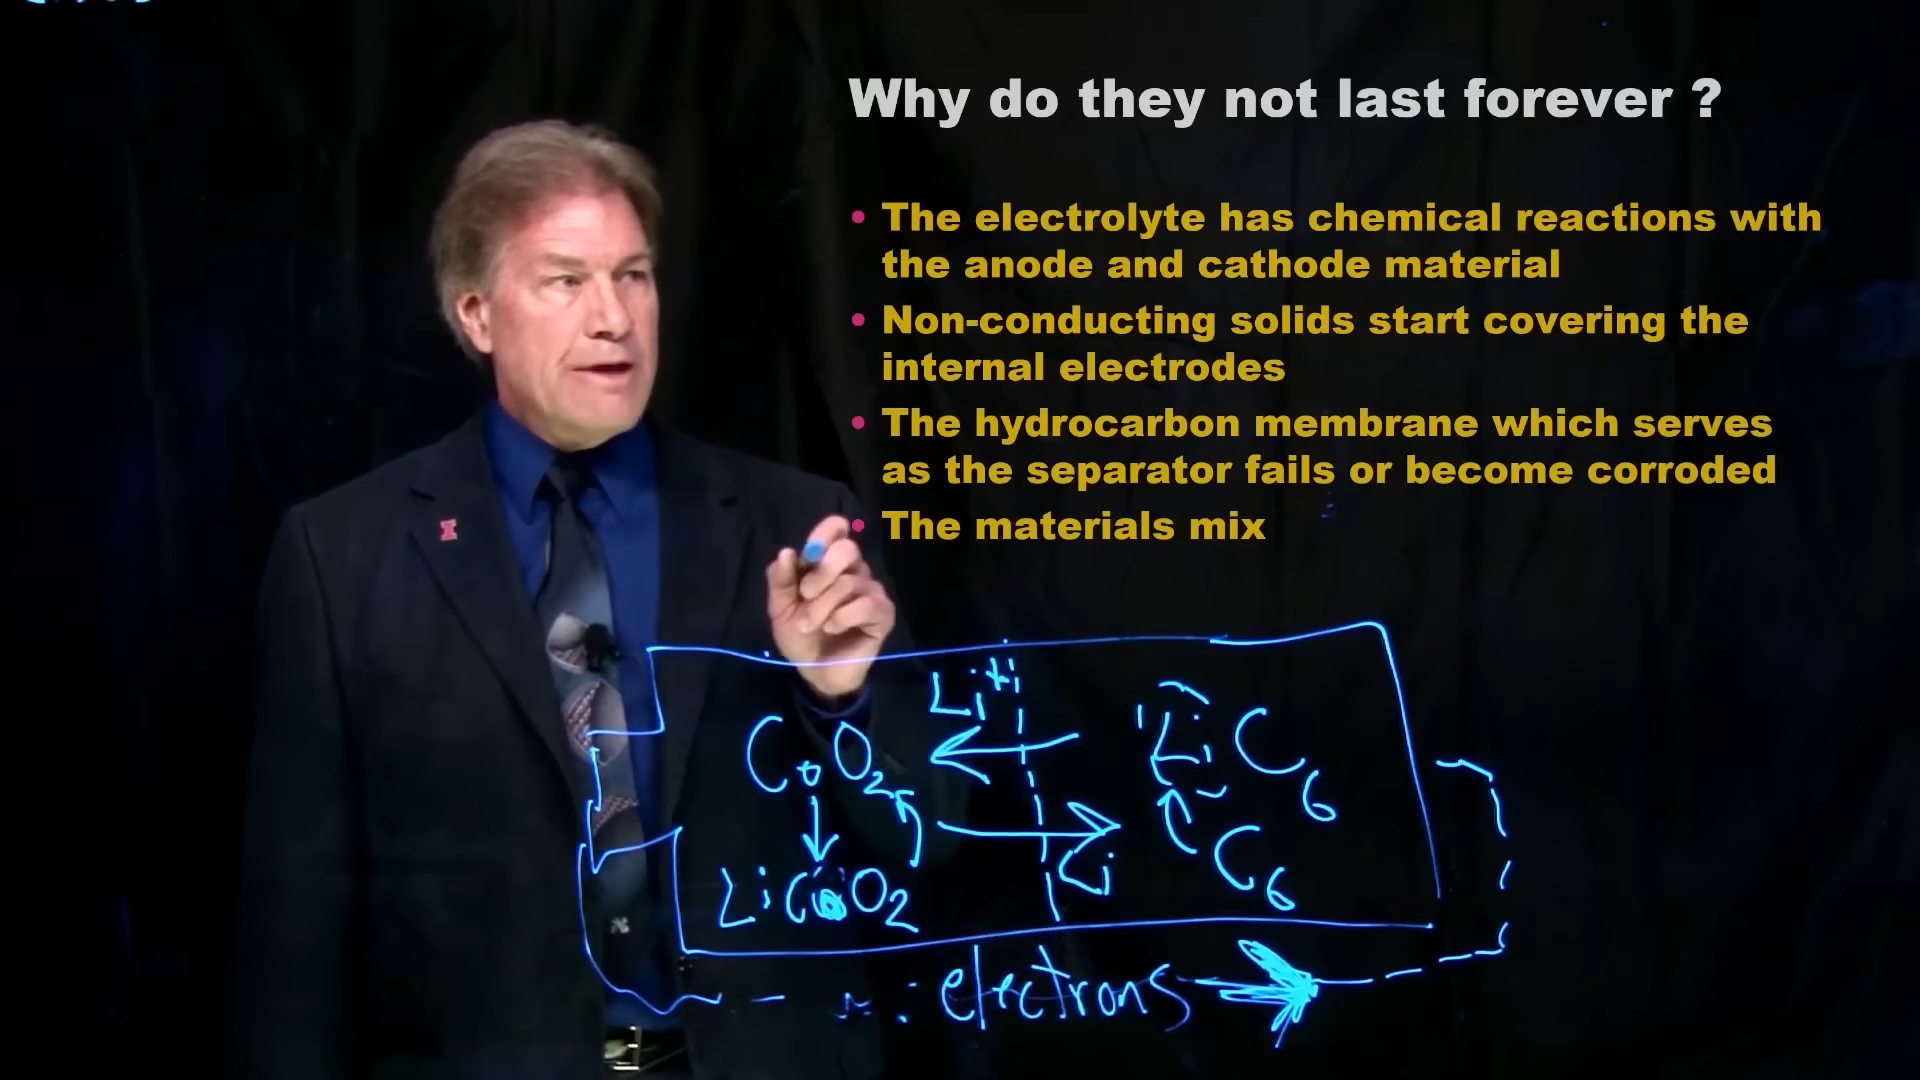 Why do they not last forever ?
• The electrolyte has chemical reactions with
the anode and cathode material
• Non-conducting solids start covering the
internal electrodes
• The hydrocarbon membrane which serves
as the separator fails or become corroded
• The materials mix
I
Li+
CoO2
LiC6
C6
Li
LiCoO2
electrons